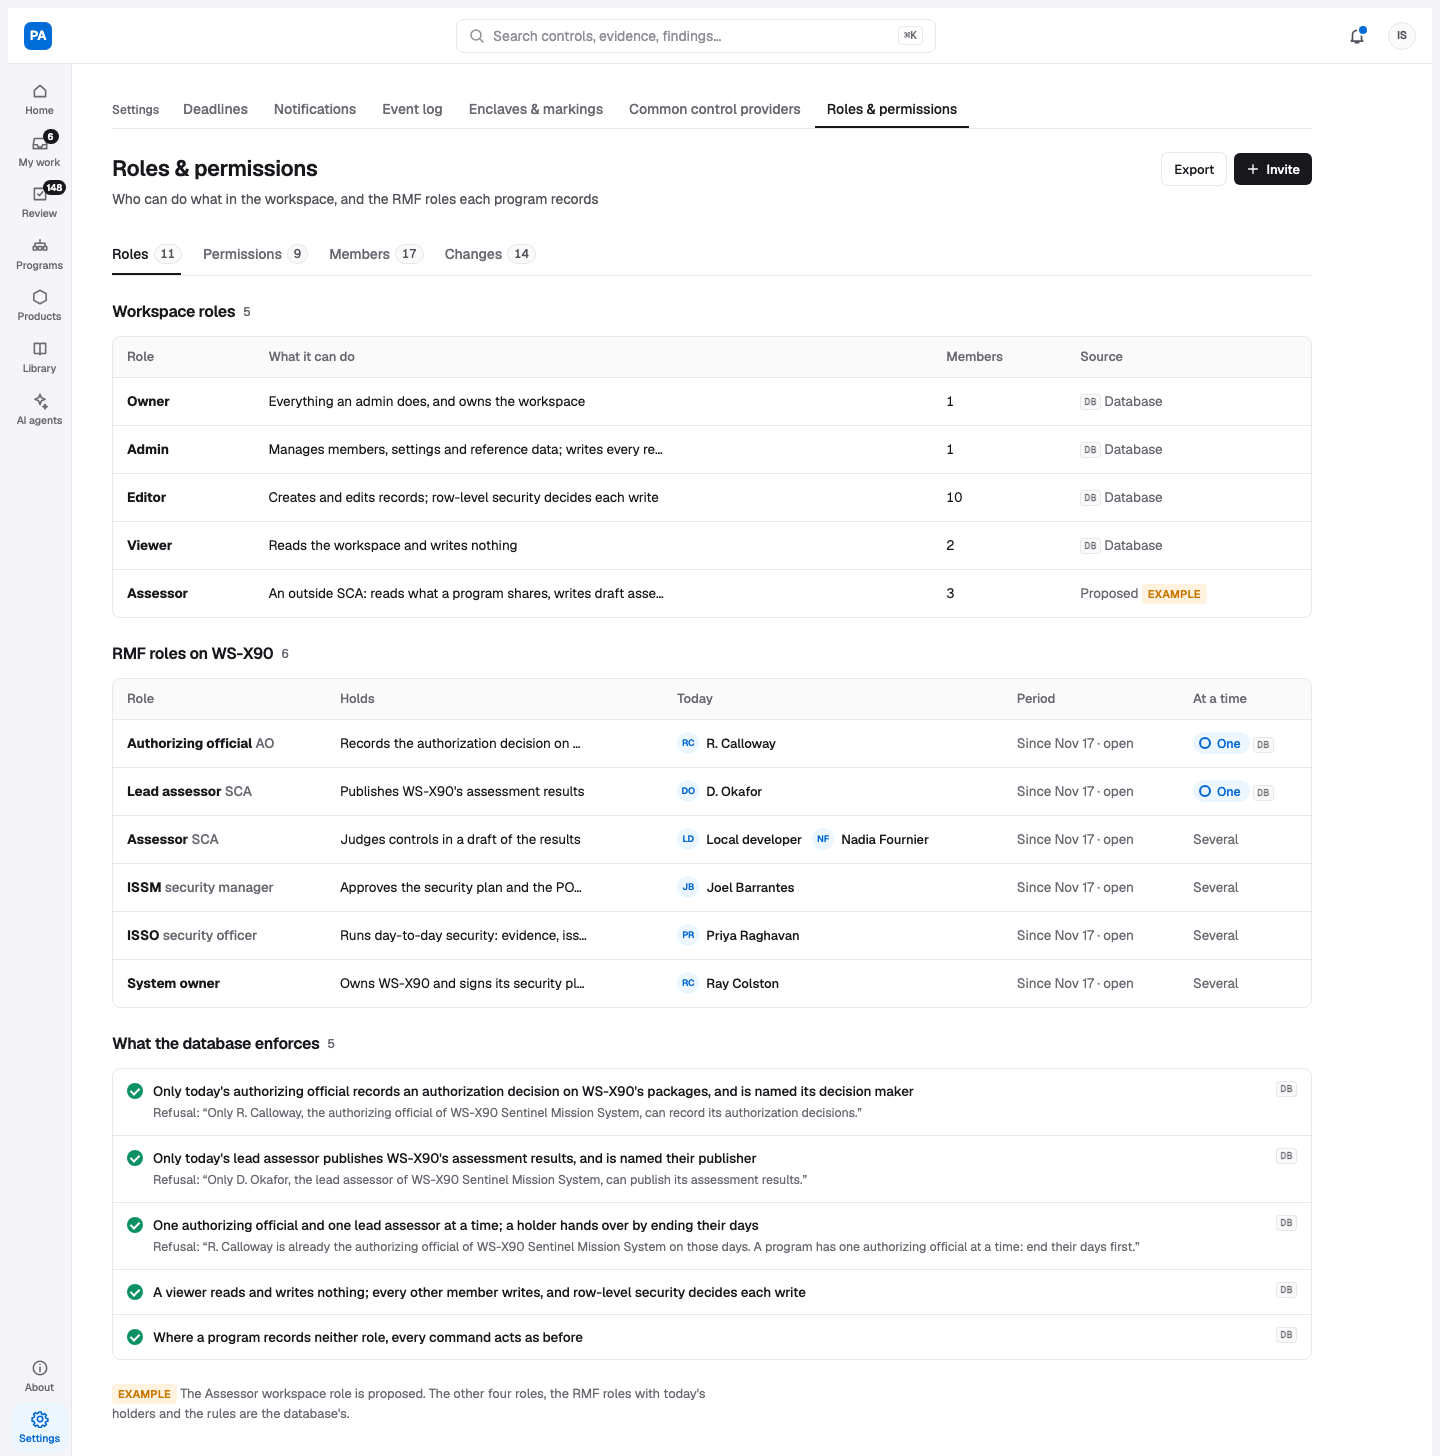 PA
Search controls, evidence, findings...
⌘K
IS
Home
6
My work
148
Review
Programs
Products
Library
AI agents
About
Settings
Settings Deadlines Notifications Event log Enclaves & markings Common control providers Roles & permissions
Roles & permissions
Export
+ Invite
Who can do what in the workspace, and the RMF roles each program records
Roles 11 Permissions 9 Members 17 Changes 14
Workspace roles 5
Role What it can do Members Source
Owner Everything an admin does, and owns the workspace 1 DB Database
Admin Manages members, settings and reference data; writes every re... 1 DB Database
Editor Creates and edits records; row-level security decides each write 10 DB Database
Viewer Reads the workspace and writes nothing 2 DB Database
Assessor An outside SCA: reads what a program shares, writes draft asse... 3 Proposed EXAMPLE
RMF roles on WS-X90 6
Role Holds Today Period At a time
Authorizing official AO Records the authorization decision on ... RC R. Calloway Since Nov 17 · open One DB
Lead assessor SCA Publishes WS-X90's assessment results DO D. Okafor Since Nov 17 · open One DB
Assessor SCA Judges controls in a draft of the results LD Local developer NF Nadia Fournier Since Nov 17 · open Several
ISSM security manager Approves the security plan and the PO... JB Joel Barrantes Since Nov 17 · open Several
ISSO security officer Runs day-to-day security: evidence, iss... PR Priya Raghavan Since Nov 17 · open Several
System owner Owns WS-X90 and signs its security pl... RC Ray Colston Since Nov 17 · open Several
What the database enforces 5
Only today's authorizing official records an authorization decision on WS-X90's packages, and is named its decision maker DB
Refusal: “Only R. Calloway, the authorizing official of WS-X90 Sentinel Mission System, can record its authorization decisions.”
Only today's lead assessor publishes WS-X90's assessment results, and is named their publisher DB
Refusal: “Only D. Okafor, the lead assessor of WS-X90 Sentinel Mission System, can publish its assessment results.”
One authorizing official and one lead assessor at a time; a holder hands over by ending their days DB
Refusal: “R. Calloway is already the authorizing official of WS-X90 Sentinel Mission System on those days. A program has one authorizing official at a time: end their days first.”
A viewer reads and writes nothing; every other member writes, and row-level security decides each write DB
Where a program records neither role, every command acts as before DB
EXAMPLE The Assessor workspace role is proposed. The other four roles, the RMF roles with today's
holders and the rules are the database's.